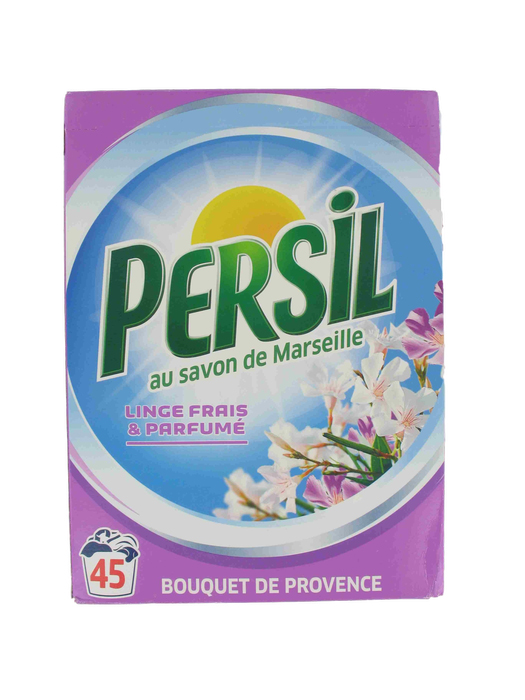 PERSIL
au savon de Marseille
LINGE FRAIS
& PARFUMÉ
45
BOUQUET DE PROVENCE